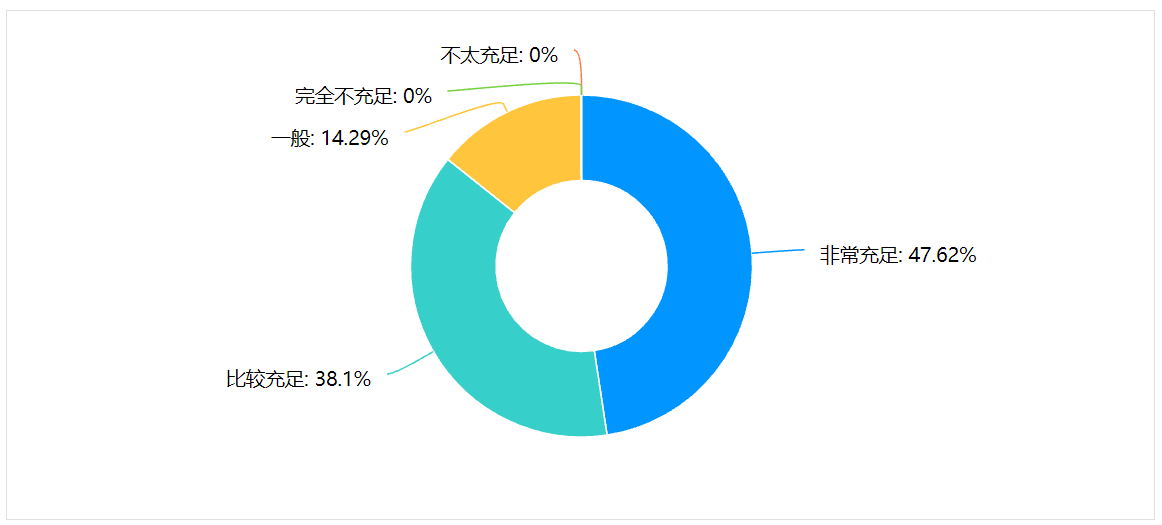 不太充足: 0%
完全不充足: 0%
一般: 14.29%
非常充足: 47.62%
比较充足: 38.1%